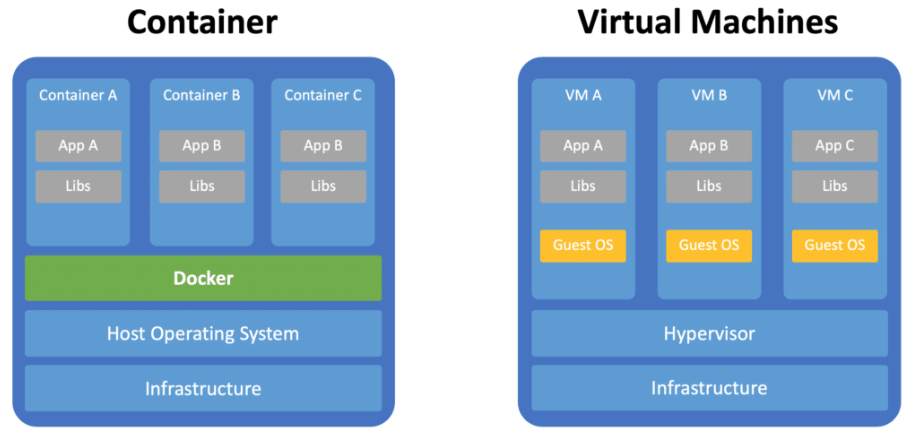 Container
Container A
Container B
Container C
App A
App B
App B
Libs
Libs
Libs
Docker
Host Operating System
Infrastructure
Virtual Machines
VM A
VM B
VM C
App A
App B
App C
Libs
Libs
Libs
Guest OS
Guest OS
Guest OS
Hypervisor
Infrastructure